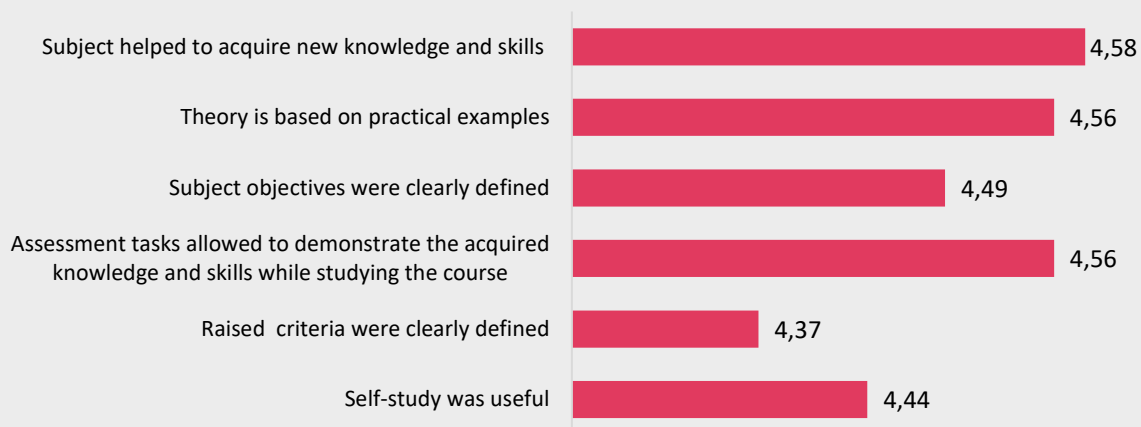 Subject helped to acquire new knowledge and skills
4,58
Theory is based on practical examples
4,56
Subject objectives were clearly defined
4,49
Assessment tasks allowed to demonstrate the acquired
knowledge and skills while studying the course
4,56
Raised criteria were clearly defined
4,37
Self-study was useful
4,44